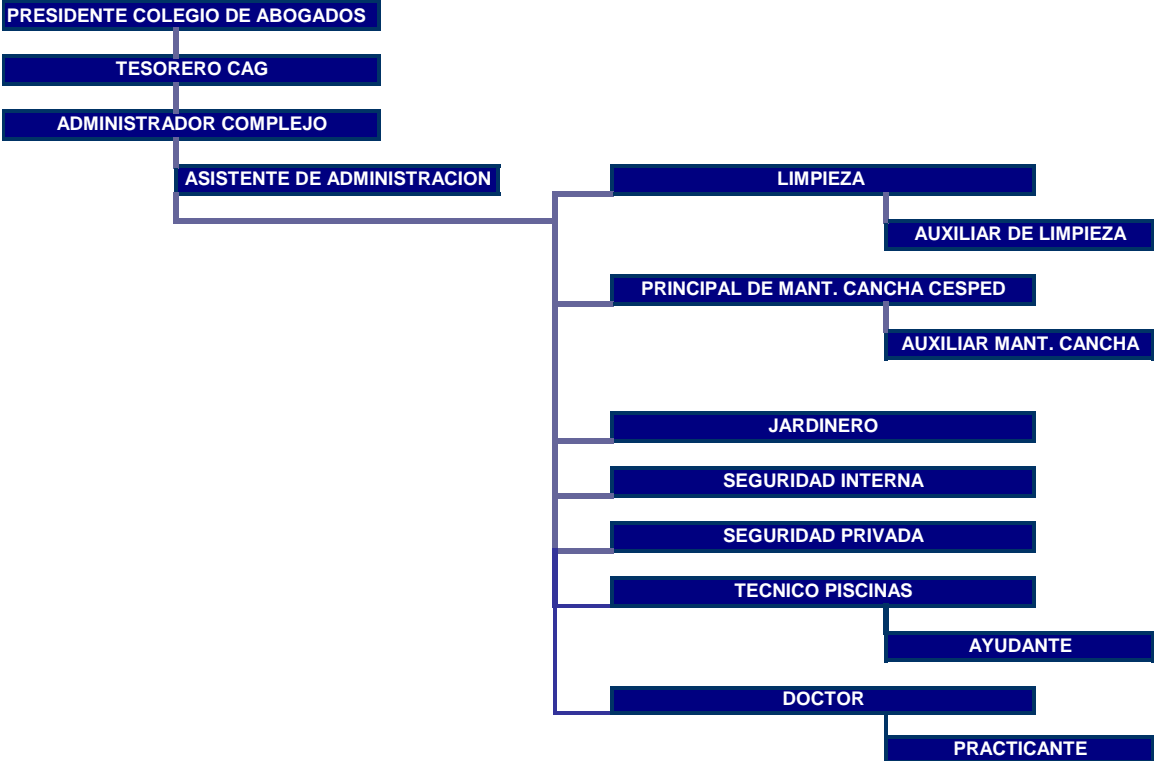 PRESIDENTE COLEGIO DE ABOGADOS
TESORERO CAG
ADMINISTRADOR COMPLEJO
ASISTENTE DE ADMINISTRACION
LIMPIEZA
AUXILIAR DE LIMPIEZA
PRINCIPAL DE MANT. CANCHA CESPED
AUXILIAR MANT. CANCHA
JARDINERO
SEGURIDAD INTERNA
SEGURIDAD PRIVADA
TECNICO PISCINAS
AYUDANTE
DOCTOR
PRACTICANTE